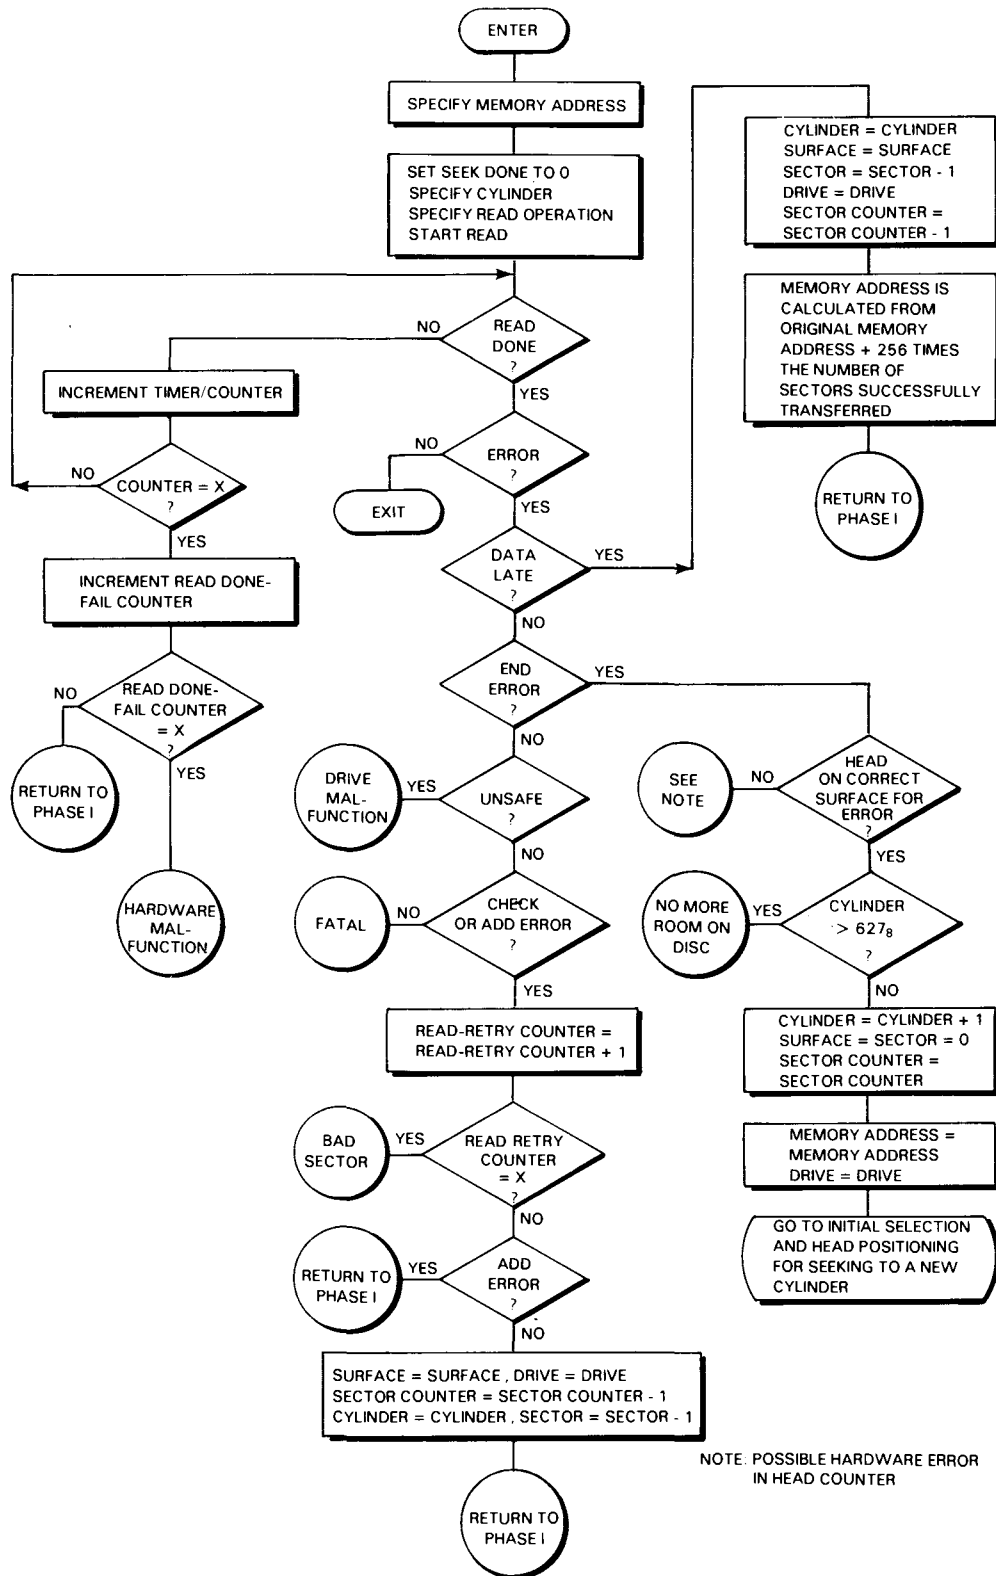 ENTER
SPECIFY MEMORY ADDRESS
SET SEEK DONE TO 0
SPECIFY CYLINDER
SPECIFY READ OPERATION
START READ
READ
DONE
?
NO
YES
INCREMENT TIMER/COUNTER
COUNTER = X
?
NO
YES
INCREMENT READ DONE-
FAIL COUNTER
READ DONE-
FAIL COUNTER
= X
?
NO
YES
RETURN TO
PHASE I
HARDWARE
MAL-
FUNCTION
ERROR
?
NO
YES
EXIT
DATA
LATE
?
YES
NO
CYLINDER = CYLINDER
SURFACE = SURFACE
SECTOR = SECTOR - 1
DRIVE = DRIVE
SECTOR COUNTER =
SECTOR COUNTER - 1
MEMORY ADDRESS IS
CALCULATED FROM
ORIGINAL MEMORY
ADDRESS + 256 TIMES
THE NUMBER OF
SECTORS SUCCESSFULLY
TRANSFERRED
RETURN TO
PHASE I
END
ERROR
?
YES
NO
HEAD
ON CORRECT
SURFACE FOR
ERROR
?
NO
YES
SEE
NOTE
CYLINDER
> 627₈
?
YES
NO
NO MORE
ROOM ON
DISC
CYLINDER = CYLINDER + 1
SURFACE = SECTOR = 0
SECTOR COUNTER =
SECTOR COUNTER
MEMORY ADDRESS =
MEMORY ADDRESS
DRIVE = DRIVE
GO TO INITIAL SELECTION
AND HEAD POSITIONING
FOR SEEKING TO A NEW
CYLINDER
UNSAFE
?
YES
NO
DRIVE
MAL-
FUNCTION
CHECK
OR ADD ERROR
?
NO
YES
FATAL
READ-RETRY COUNTER =
READ-RETRY COUNTER + 1
READ RETRY
COUNTER
= X
?
YES
NO
BAD
SECTOR
ADD
ERROR
?
YES
NO
RETURN TO
PHASE I
SURFACE = SURFACE , DRIVE = DRIVE
SECTOR COUNTER = SECTOR COUNTER - 1
CYLINDER = CYLINDER , SECTOR = SECTOR - 1
RETURN TO
PHASE I
NOTE: POSSIBLE HARDWARE ERROR
IN HEAD COUNTER